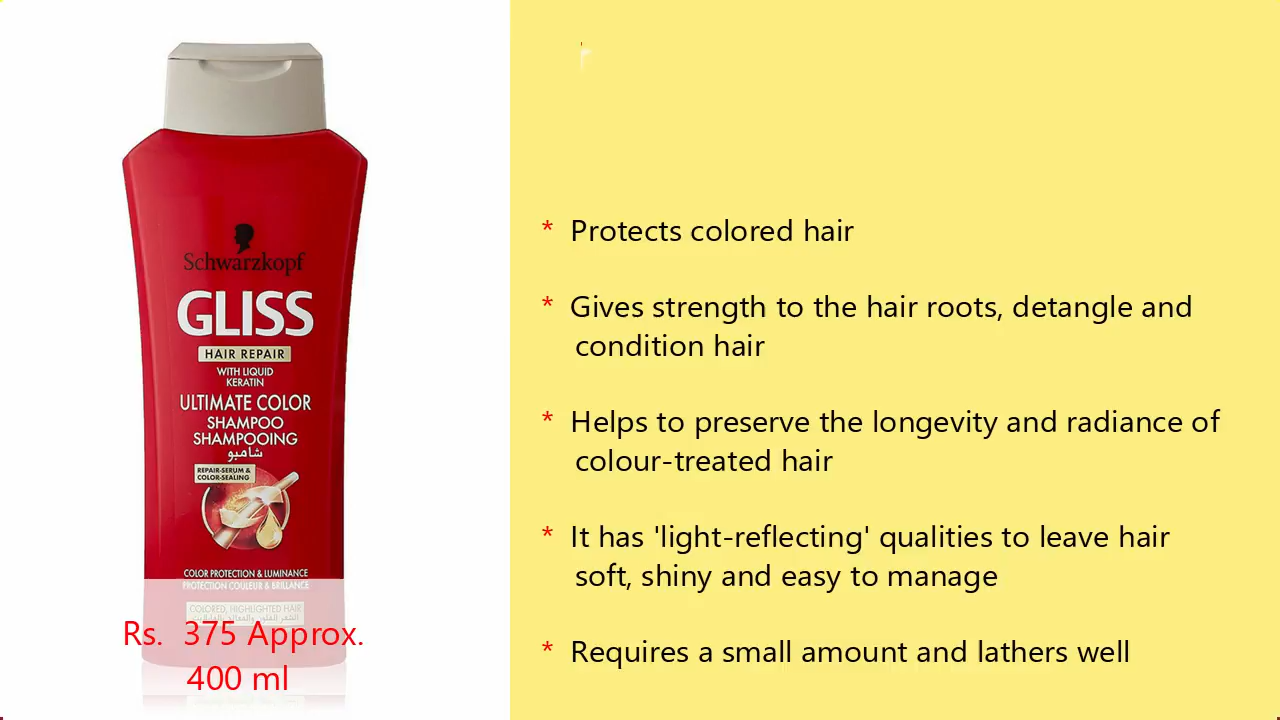 Schwarzkopf
GLISS
HAIR REPAIR
WITH LIQUID
KERATIN
ULTIMATE COLOR
SHAMPOO
SHAMPOOING
شامبو
REPAIR-SERUM &
COLOR-SEALING
COLOR PROTECTION & LUMINANCE
PROTECTION COULEUR & BRILLANCE
COLORED, HIGHLIGHTED HAIR
Rs. 375 Approx.
400 ml
* Protects colored hair
* Gives strength to the hair roots, detangle and
condition hair
* Helps to preserve the longevity and radiance of
colour-treated hair
* It has 'light-reflecting' qualities to leave hair
soft, shiny and easy to manage
* Requires a small amount and lathers well